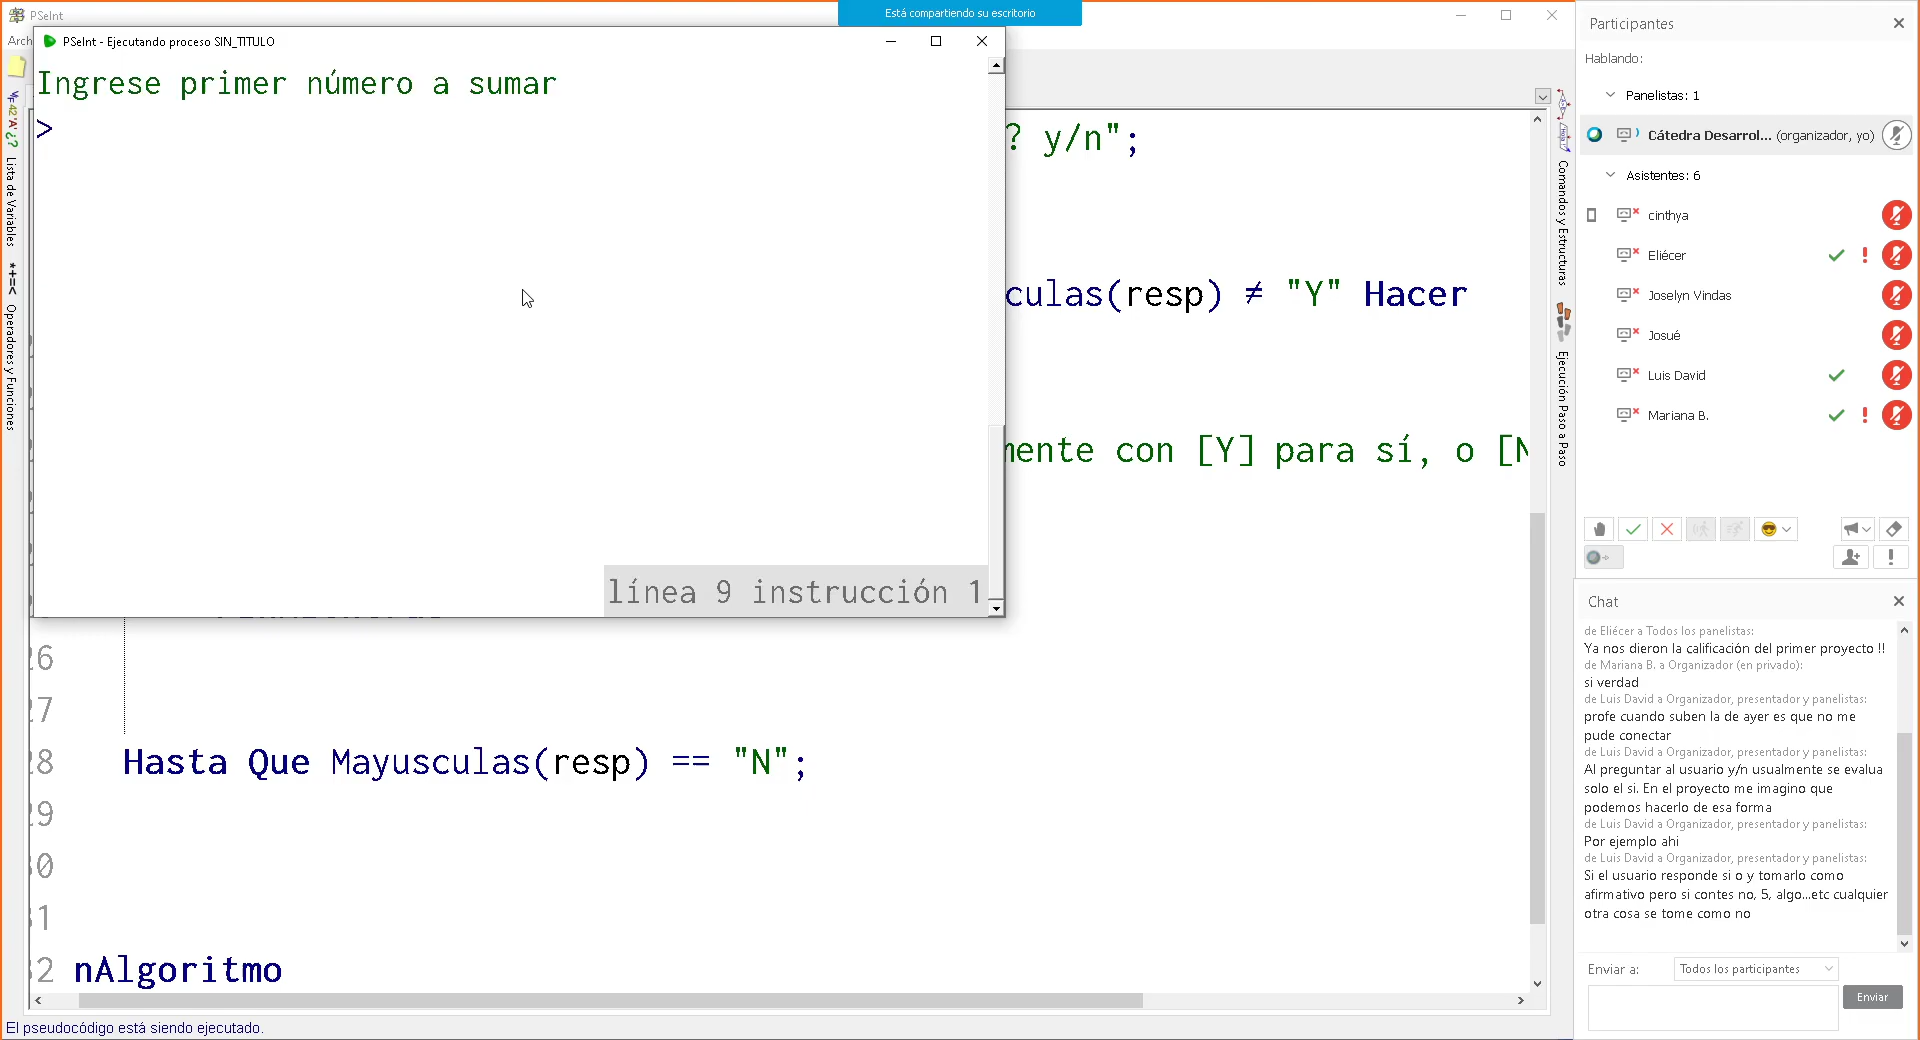 PSeInt
Está compartiendo su escritorio
Arch
PSeInt - Ejecutando proceso SIN_TITULO
Ingrese primer número a sumar
>
línea 9 instrucción 1
Lista de Variables
*+=< Operadores y Funciones
? y/n";
culas(resp) ≠ "Y" Hacer
mente con [Y] para sí, o [N
26
27
28 Hasta Que Mayusculas(resp) == "N";
29
30
31
32 nAlgoritmo
Comandos y Estructuras
Ejecución Paso a Paso
El pseudocódigo está siendo ejecutado.
Participantes
Hablando:
Panelistas: 1
Cátedra Desarrol... (organizador, yo)
Asistentes: 6
cinthya
Eliécer
Joselyn Vindas
Josué
Luis David
Mariana B.
Chat
de Eliécer a Todos los panelistas:
Ya nos dieron la calificación del primer proyecto !!
de Mariana B. a Organizador (en privado):
si verdad
de Luis David a Organizador, presentador y panelistas:
profe cuando suben la de ayer es que no me
pude conectar
de Luis David a Organizador, presentador y panelistas:
Al preguntar al usuario y/n usualmente se evalua
solo el si. En el proyecto me imagino que
podemos hacerlo de esa forma
de Luis David a Organizador, presentador y panelistas:
Por ejemplo ahi
de Luis David a Organizador, presentador y panelistas:
Si el usuario responde si o y tomarlo como
afirmativo pero si contes no, 5, algo...etc cualquier
otra cosa se tome como no
Enviar a:
Todos los participantes
Enviar